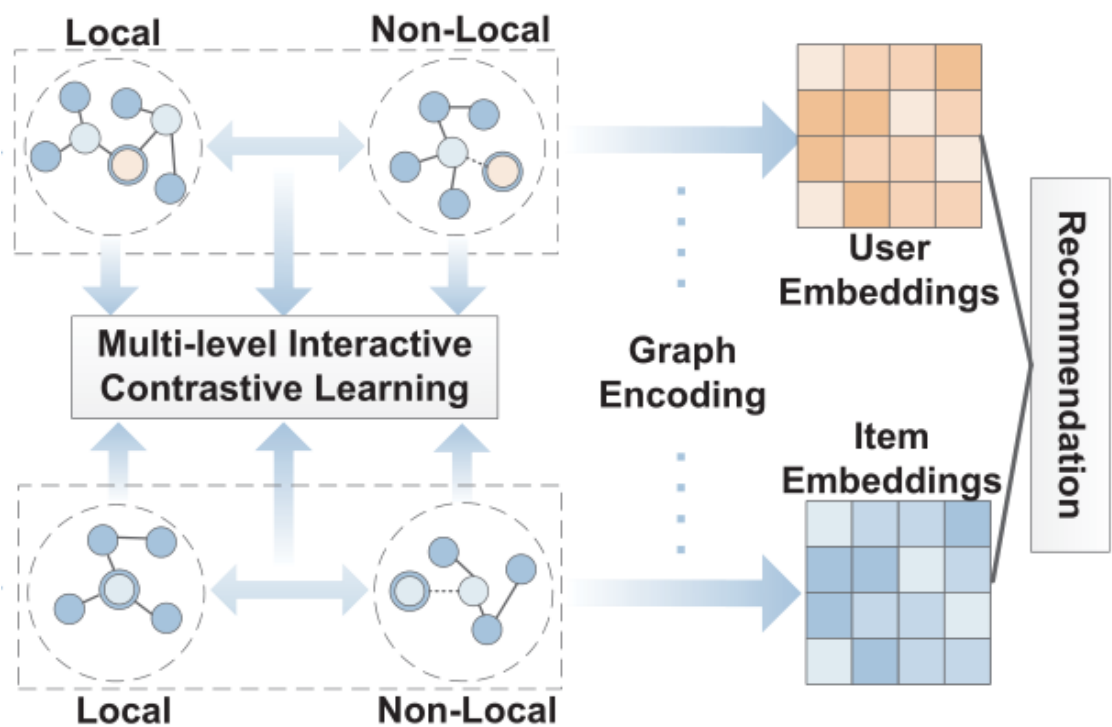 Local
Non-Local
Multi-level Interactive
Contrastive Learning
Local
Non-Local
Graph
Encoding
User
Embeddings
Item
Embeddings
Recommendation